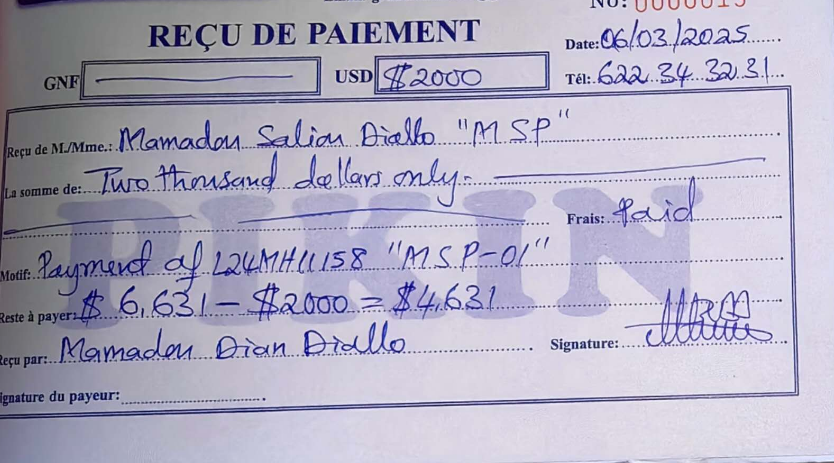 No: 0000015
REÇU DE PAIEMENT
Date: 06/03/2025
GNF
USD $2000
Tél: 622.34.32.31
Reçu de M./Mme.: Mamadou Saliou Diallo "MSP"
La somme de: Two thousand dollars only.
Frais: Paid
PIKIN
Motif: Payment of L24MH11158 "MSP-01"
Reste à payer: $ 6,631 - $2000 = $4,631
Reçu par: Mamadou Dian Diallo
Signature:
Signature du payeur: